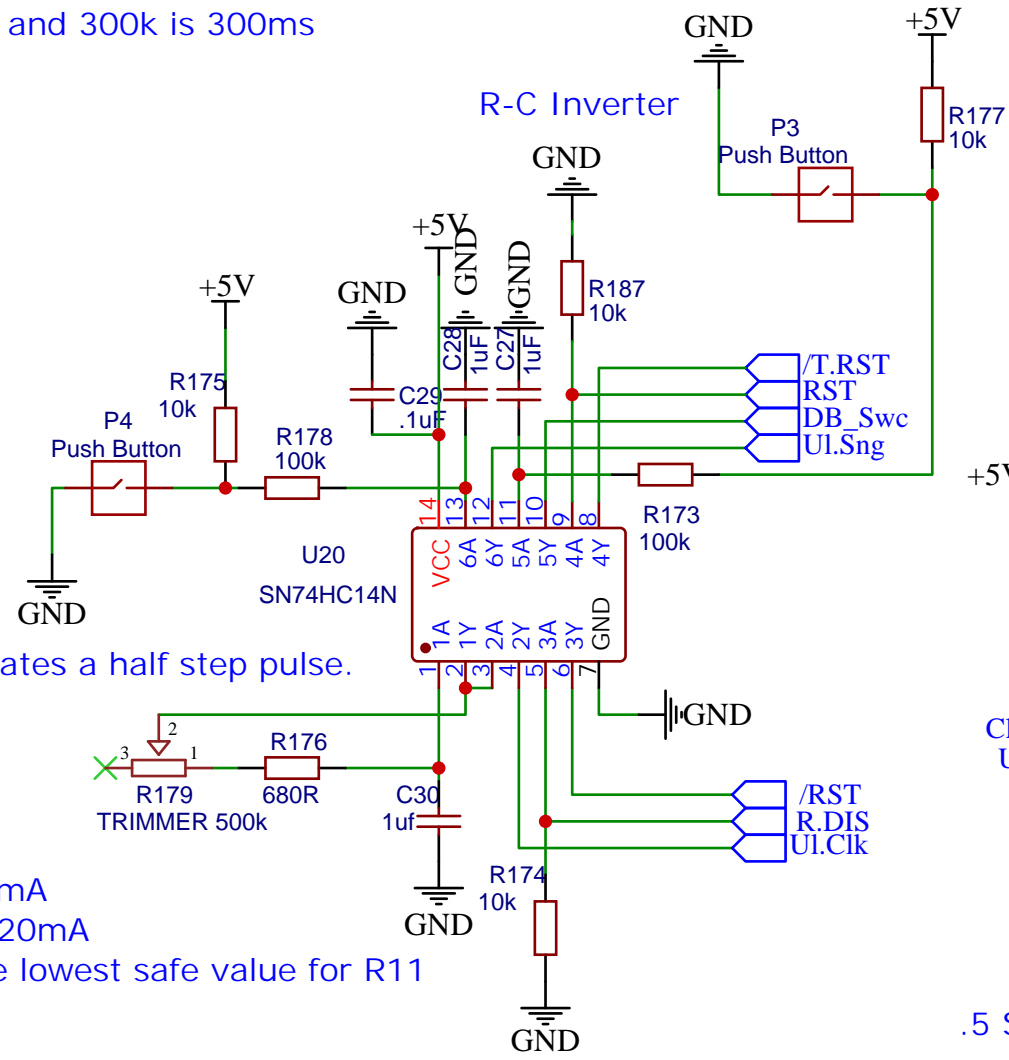 and 300k is 300ms
GND
+5V
R-C Inverter
R177
10k
P3
Push Button
GND
+5V
GND
GND
+5V
GND
R187
10k
C28
1uF
C27
1uF
/T.RST
RST
DB_Swc
Ul.Sng
R175
10k
C29
.1uF
P4
Push Button
R178
100k
+5V
14 13 12 11 10 9 8
R173
100k
U20
SN74HC14N
VCC 6A 6Y 5A 5Y 4A 4Y
1A 1Y 2A 2Y 3A 3Y GND
GND
1 2 3 4 5 6 7
ates a half step pulse.
GND
2
3 1
R176
680R
R179
TRIMMER 500k
C30
1uf
/RST
R.DIS
Ul.Clk
R174
10k
mA
20mA
GND
lowest safe value for R11
GND
.5